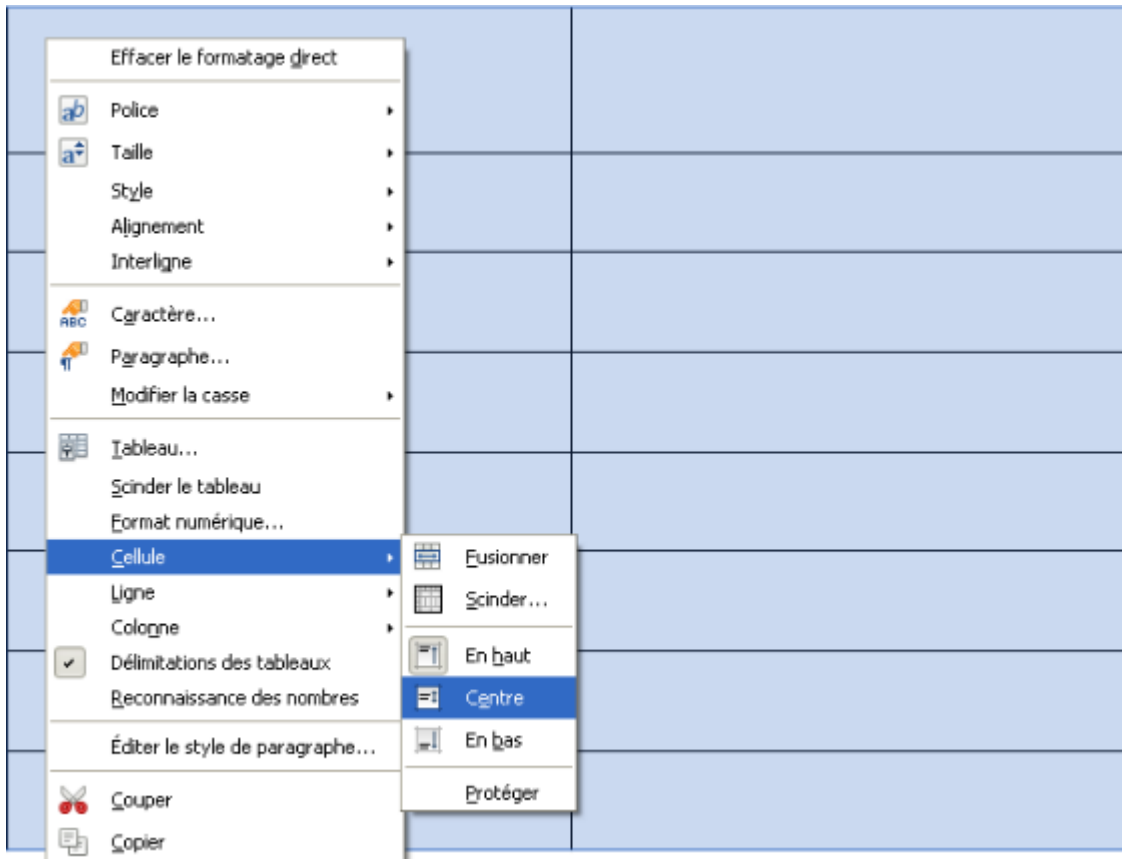 Effacer le formatage direct
Police
Taille
Style
Alignement
Interligne
Caractère...
Paragraphe...
Modifier la casse
Tableau...
Scinder le tableau
Format numérique...
Cellule
Ligne
Colonne
Délimitations des tableaux
Reconnaissance des nombres
Éditer le style de paragraphe...
Couper
Copier
Fusionner
Scinder...
En haut
Centre
En bas
Protéger